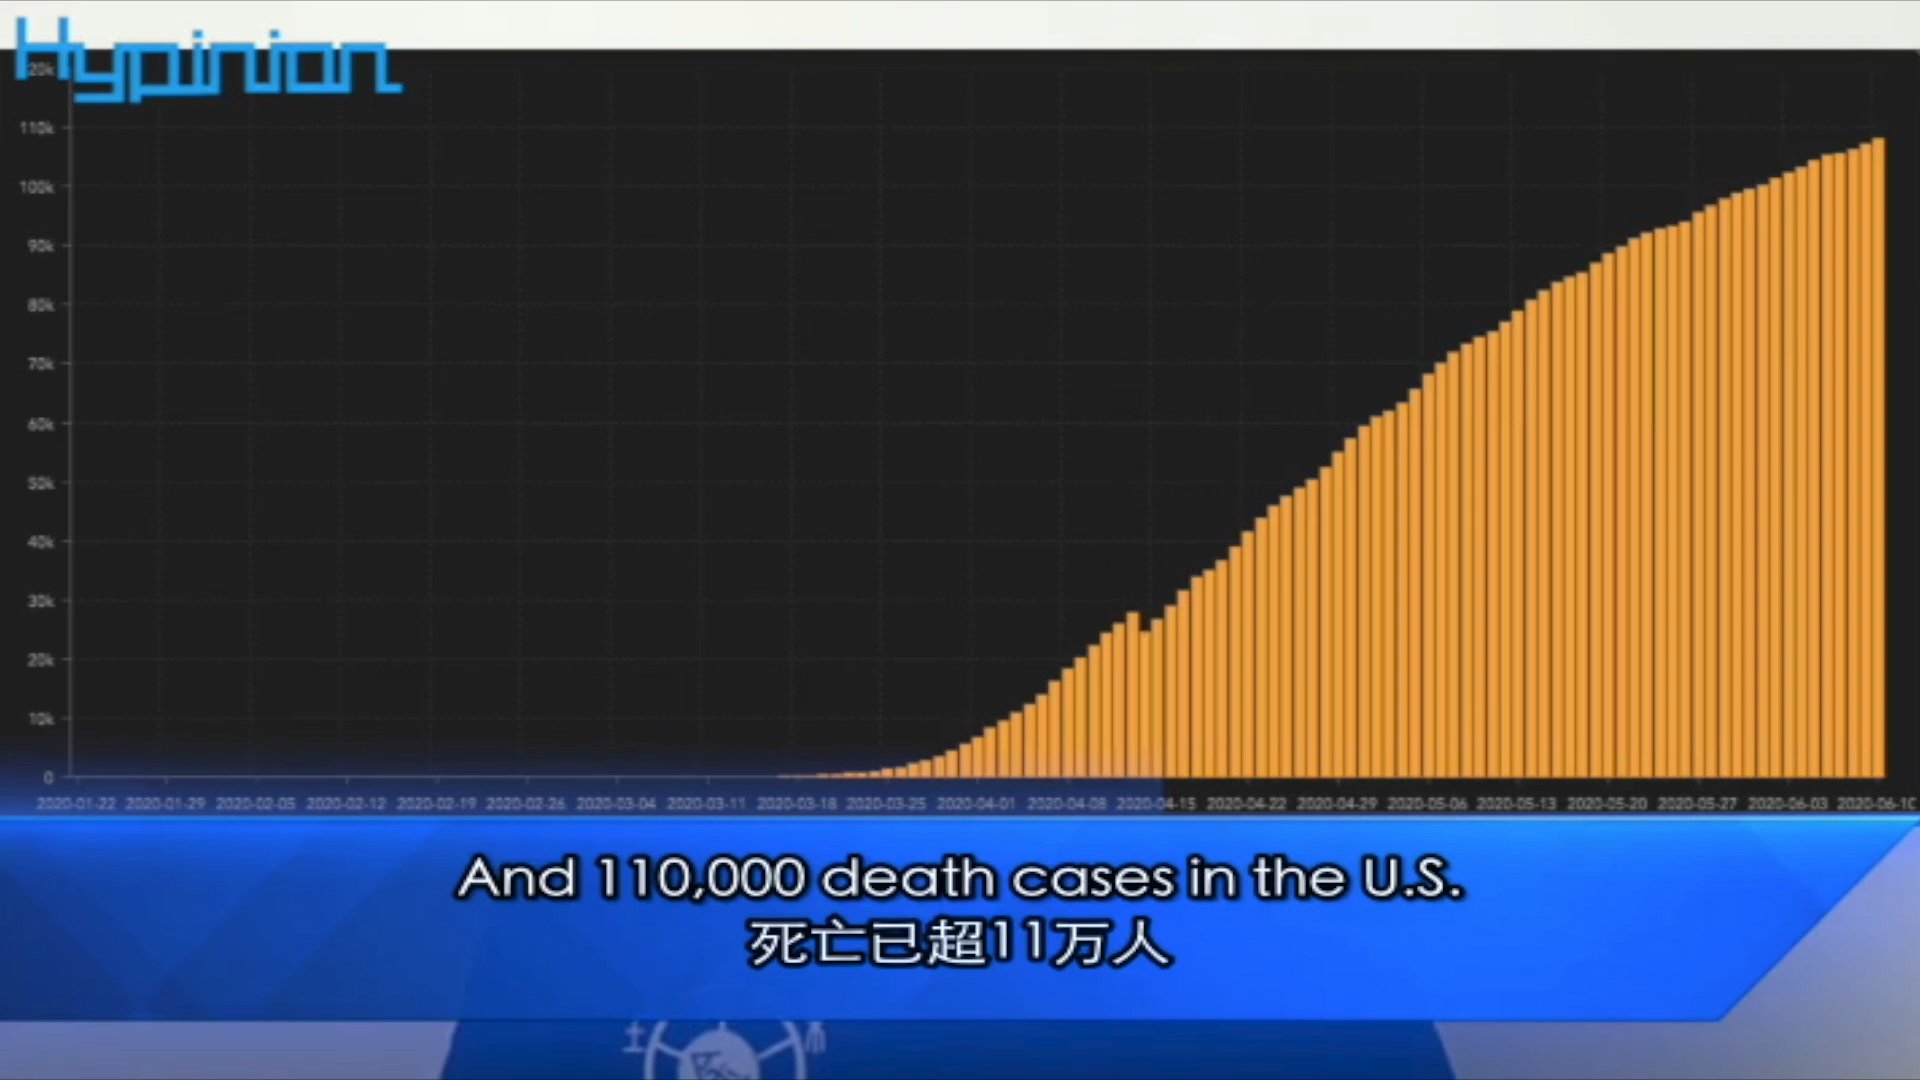 Hypinion
20k
110k
100k
90k
80k
70k
60k
50k
40k
30k
20k
10k
0
2020-01-22 2020-01-29 2020-02-05 2020-02-12 2020-02-19 2020-02-26 2020-03-04 2020-03-11 2020-03-18 2020-03-25 2020-04-01 2020-04-08 2020-04-15 2020-04-22 2020-04-29 2020-05-06 2020-05-13 2020-05-20 2020-05-27 2020-06-03 2020-06-10
And 110,000 death cases in the U.S.
死亡已超11万人